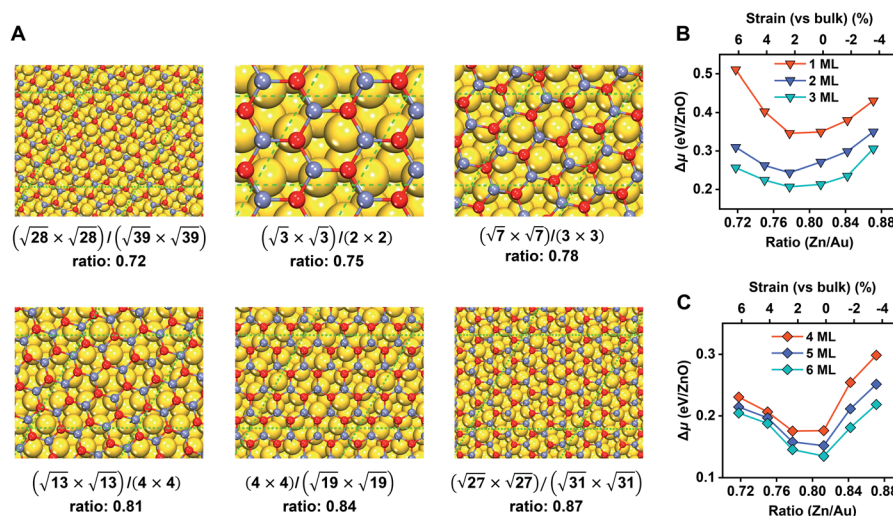 A
(√28 × √28)/(√39 × √39)
ratio: 0.72
(√3 × √3)/(2 × 2)
ratio: 0.75
(√7 × √7)/(3 × 3)
ratio: 0.78
(√13 × √13)/(4 × 4)
ratio: 0.81
(4 × 4)/(√19 × √19)
ratio: 0.84
(√27 × √27)/(√31 × √31)
ratio: 0.87
B
Strain (vs bulk) (%)
6 4 2 0 -2 -4
1 ML
2 ML
3 ML
0.5
0.4
0.3
0.2
Δμ (eV/ZnO)
0.72 0.76 0.80 0.84 0.88
Ratio (Zn/Au)
C
Strain (vs bulk) (%)
6 4 2 0 -2 -4
4 ML
5 ML
6 ML
0.3
0.2
0.1
Δμ (eV/ZnO)
0.72 0.76 0.80 0.84 0.88
Ratio (Zn/Au)